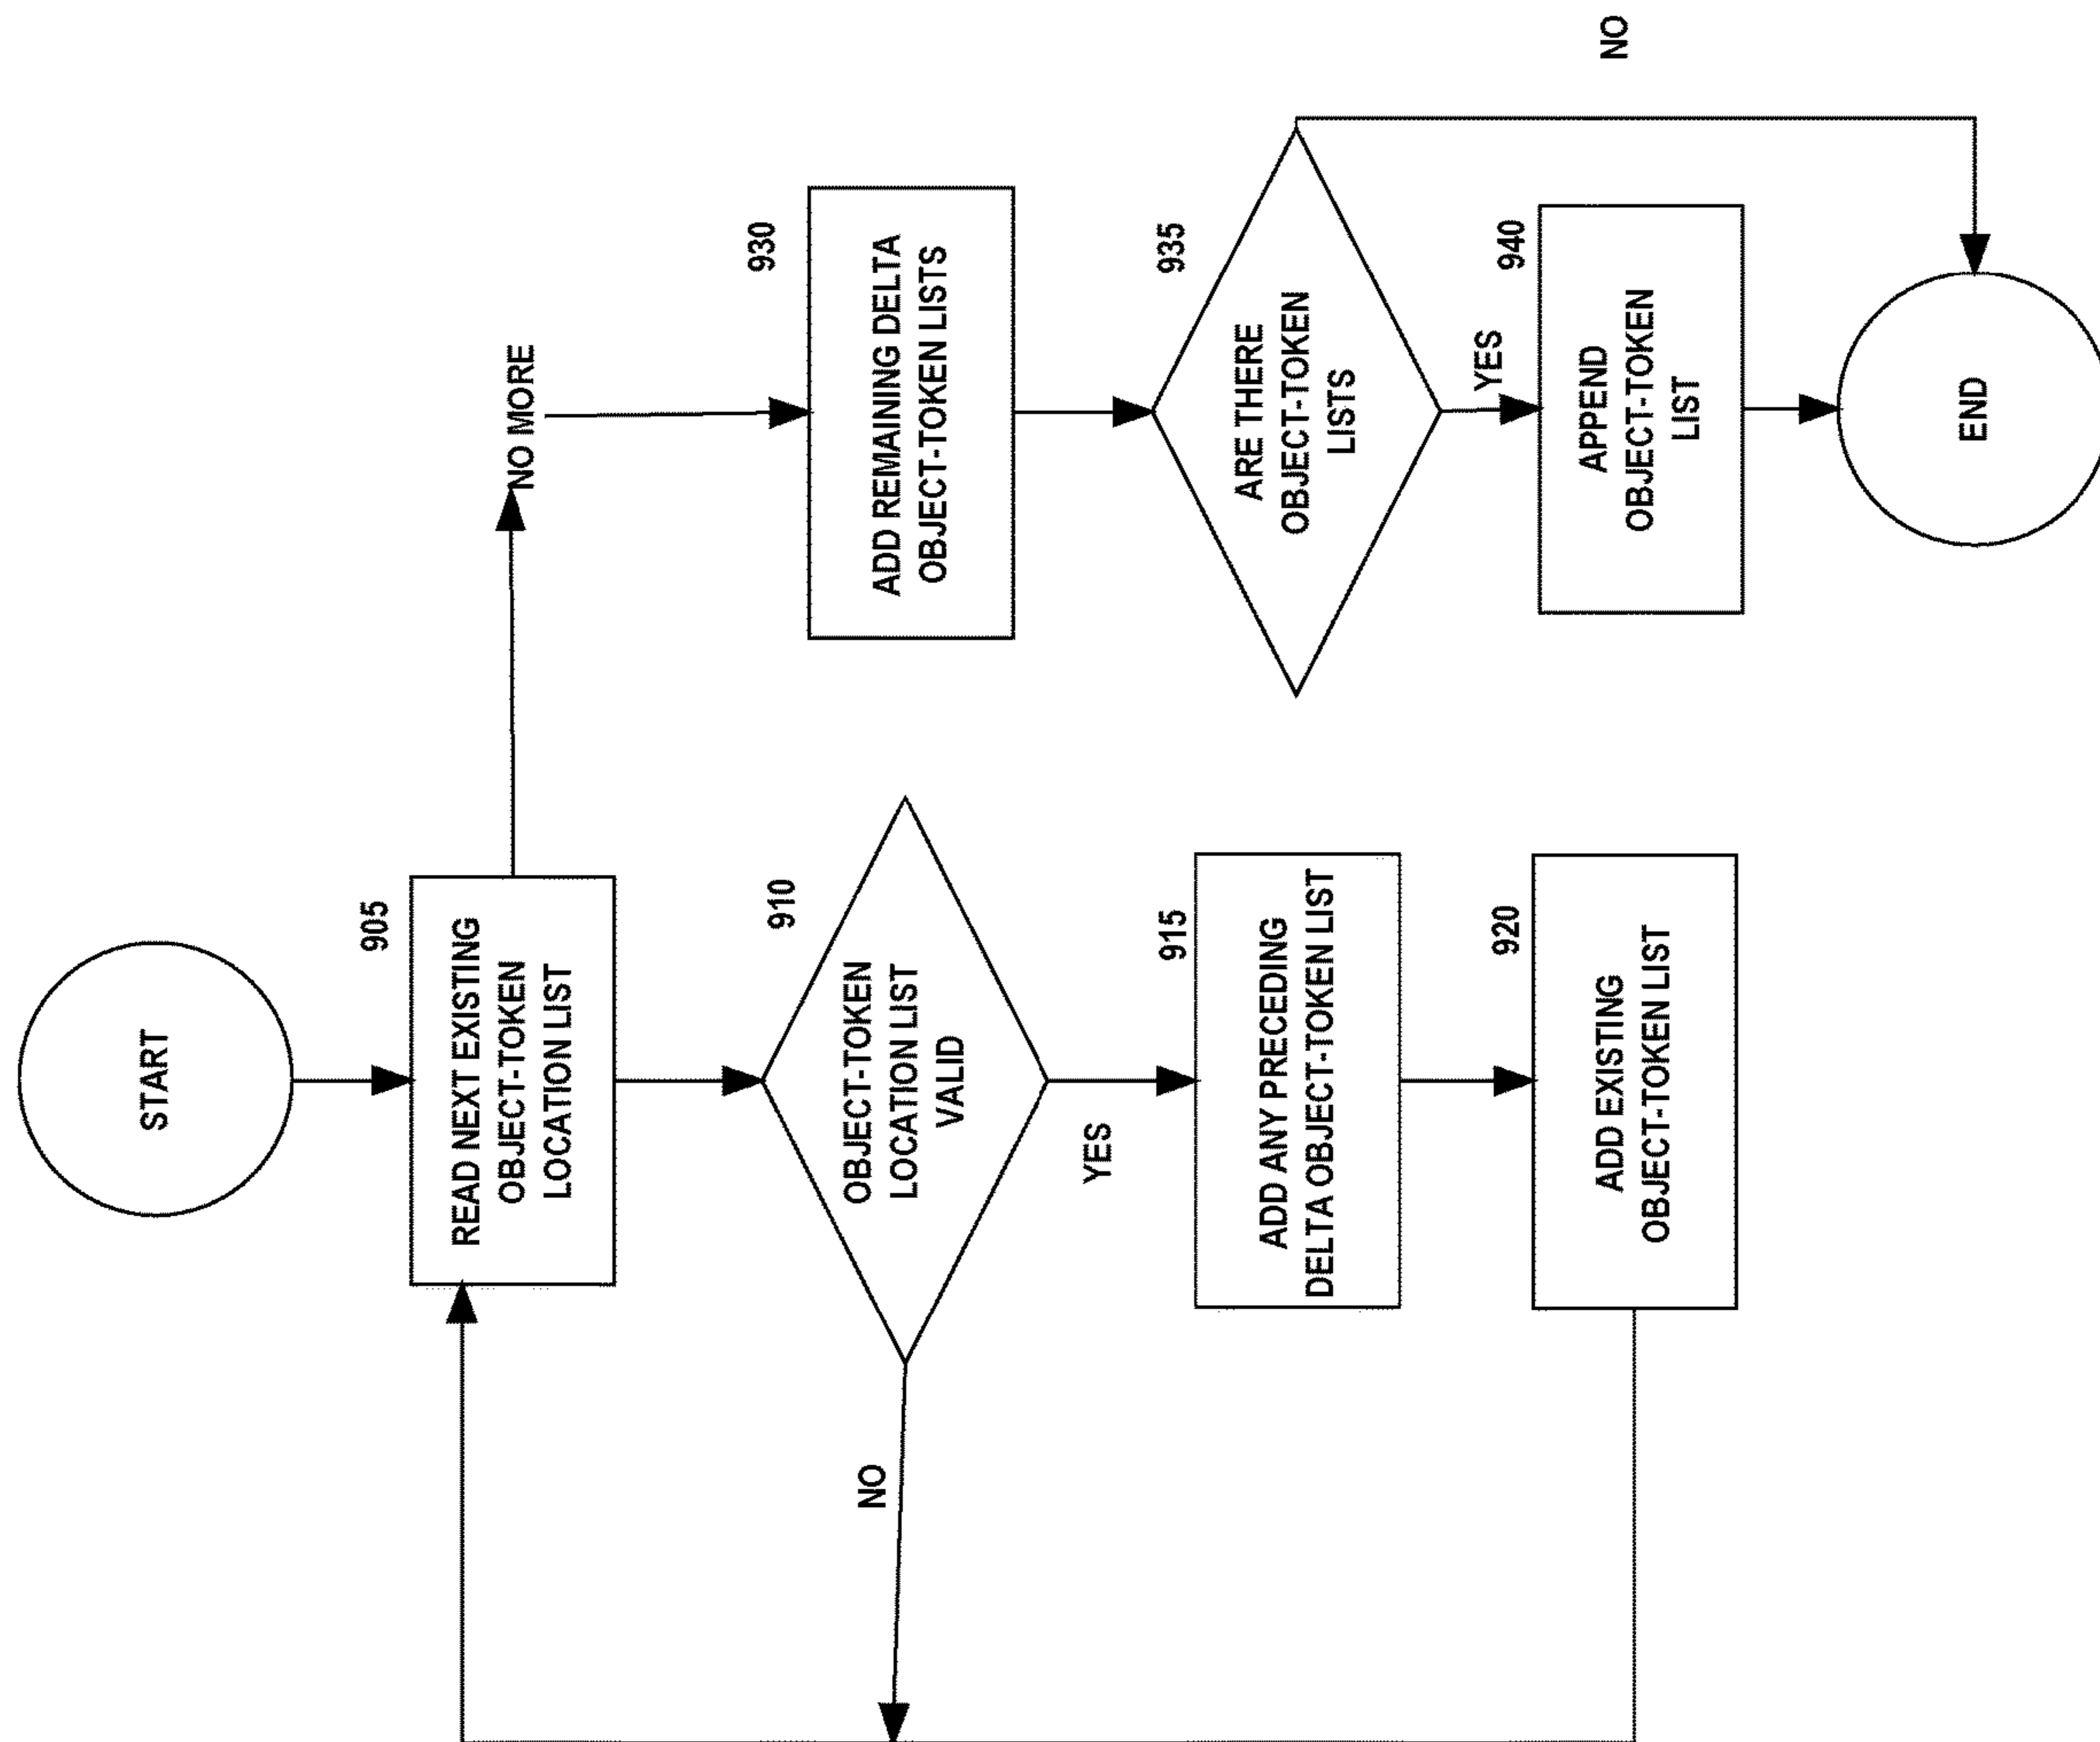 START
905
READ NEXT EXISTING
OBJECT-TOKEN
LOCATION LIST
NO MORE
910
OBJECT-TOKEN
LOCATION LIST
VALID
NO
YES
915
ADD ANY PRECEDING
DELTA OBJECT-TOKEN LIST
920
ADD EXISTING
OBJECT-TOKEN LIST
930
ADD REMAINING DELTA
OBJECT-TOKEN LISTS
935
ARE THERE
OBJECT-TOKEN
LISTS
NO
YES
940
APPEND
OBJECT-TOKEN
LIST
END